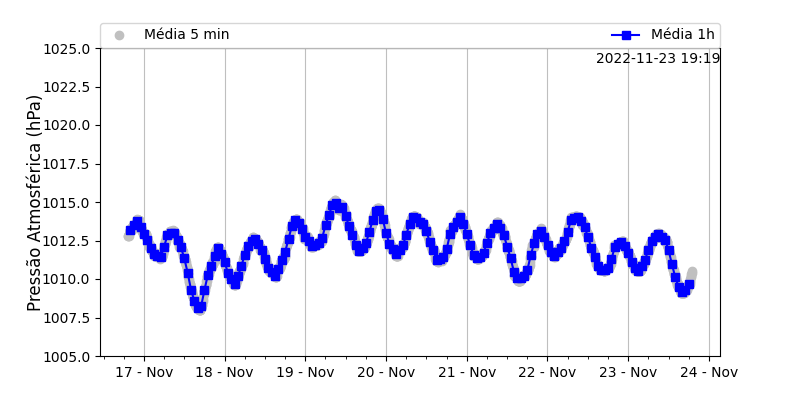 Média 5 min
Média 1h
2022-11-23 19:19
Pressão Atmosférica (hPa)
1025.0
1022.5
1020.0
1017.5
1015.0
1012.5
1010.0
1007.5
1005.0
17 - Nov
18 - Nov
19 - Nov
20 - Nov
21 - Nov
22 - Nov
23 - Nov
24 - Nov